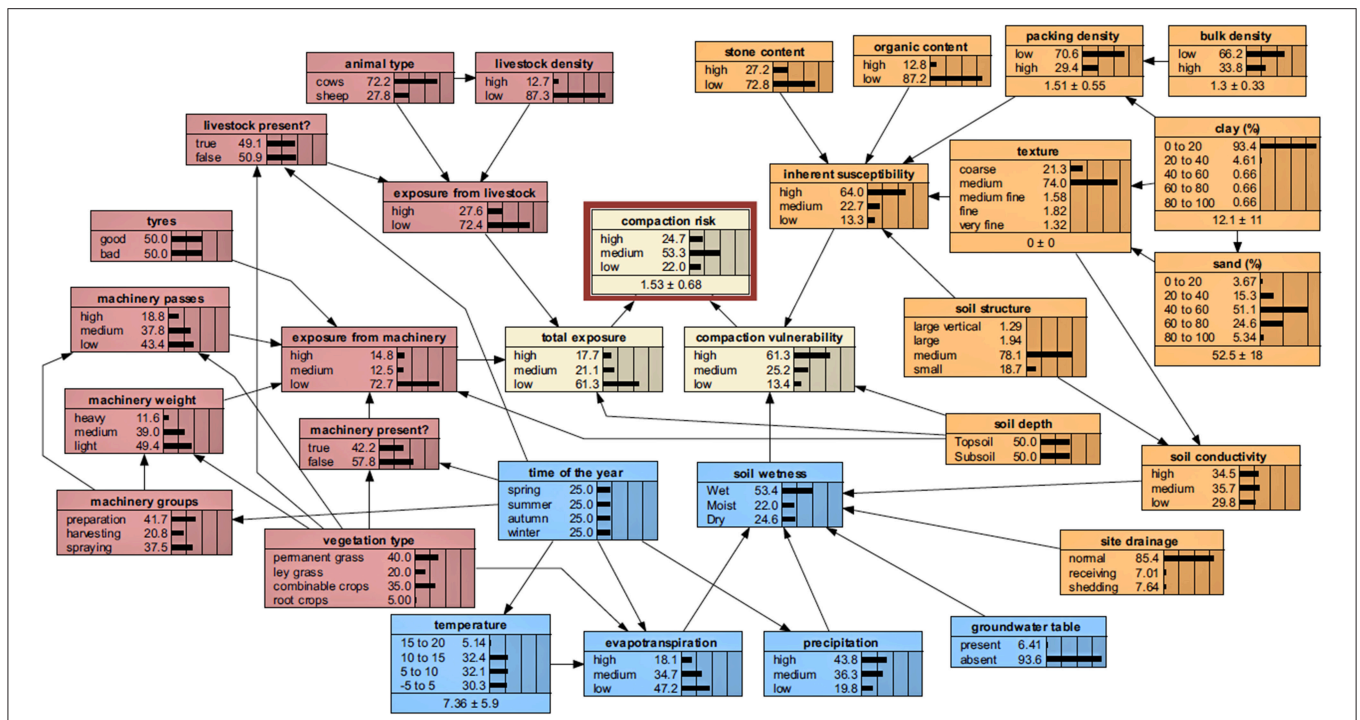 animal type
cows 72.2
sheep 27.8
livestock density
high 12.7
low 87.3
stone content
high 27.2
low 72.8
organic content
high 12.8
low 87.2
packing density
low 70.6
high 29.4
1.51 ± 0.55
bulk density
low 66.2
high 33.8
1.3 ± 0.33
livestock present?
true 49.1
false 50.9
exposure from livestock
high 27.6
low 72.4
compaction risk
high 24.7
medium 53.3
low 22.0
1.53 ± 0.68
inherent susceptibility
high 64.0
medium 22.7
low 13.3
texture
coarse 21.3
medium 74.0
medium fine 1.58
fine 1.82
very fine 1.32
0 ± 0
clay (%)
0 to 20 93.4
20 to 40 4.61
40 to 60 0.66
60 to 80 0.66
80 to 100 0.66
12.1 ± 11
tyres
good 50.0
bad 50.0
sand (%)
0 to 20 3.67
20 to 40 15.3
40 to 60 51.1
60 to 80 24.6
80 to 100 5.34
52.5 ± 18
machinery passes
high 18.8
medium 37.8
low 43.4
exposure from machinery
high 14.8
medium 12.5
low 72.7
total exposure
high 17.7
medium 21.1
low 61.3
compaction vulnerability
high 61.3
medium 25.2
low 13.4
soil structure
large vertical 1.29
large 1.94
medium 78.1
small 18.7
machinery weight
heavy 11.6
medium 39.0
light 49.4
machinery present?
true 42.2
false 57.8
soil depth
Topsoil 50.0
Subsoil 50.0
soil conductivity
high 34.5
medium 35.7
low 29.8
machinery groups
preparation 41.7
harvesting 20.8
spraying 37.5
time of the year
spring 25.0
summer 25.0
autumn 25.0
winter 25.0
soil wetness
Wet 53.4
Moist 22.0
Dry 24.6
vegetation type
permanent grass 40.0
ley grass 20.0
combinable crops 35.0
root crops 5.00
site drainage
normal 85.4
receiving 7.01
shedding 7.64
temperature
15 to 20 5.14
10 to 15 32.4
5 to 10 32.1
-5 to 5 30.3
7.36 ± 5.9
evapotranspiration
high 18.1
medium 34.7
low 47.2
precipitation
high 43.8
medium 36.3
low 19.8
groundwater table
present 6.41
absent 93.6